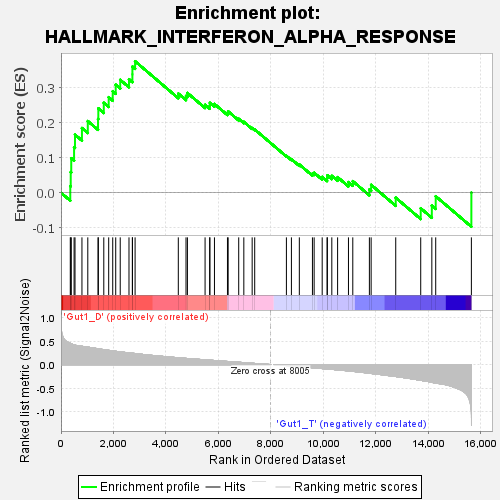 Enrichment plot:
HALLMARK_INTERFERON_ALPHA_RESPONSE
Enrichment score (ES)
0.3
0.2
0.1
0.0
-0.1
'Gut1_D' (positively correlated)
Ranked list metric (Signal2Noise)
1.0
0.5
0.0
-0.5
-1.0
Zero cross at 8005
'Gut1_T' (negatively correlated)
0 2,000 4,000 6,000 8,000 10,000 12,000 14,000 16,000
Rank in Ordered Dataset
Enrichment profile Hits Ranking metric scores